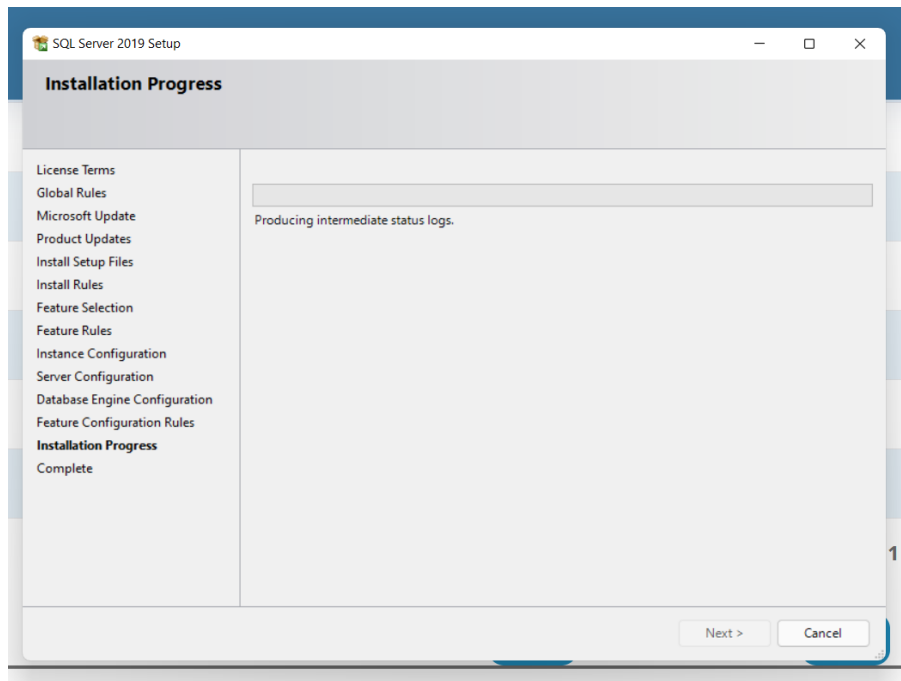 SQL Server 2019 Setup
Installation Progress
License Terms
Global Rules
Microsoft Update
Product Updates
Install Setup Files
Install Rules
Feature Selection
Feature Rules
Instance Configuration
Server Configuration
Database Engine Configuration
Feature Configuration Rules
Installation Progress
Complete
Producing intermediate status logs.
1
Next >
Cancel